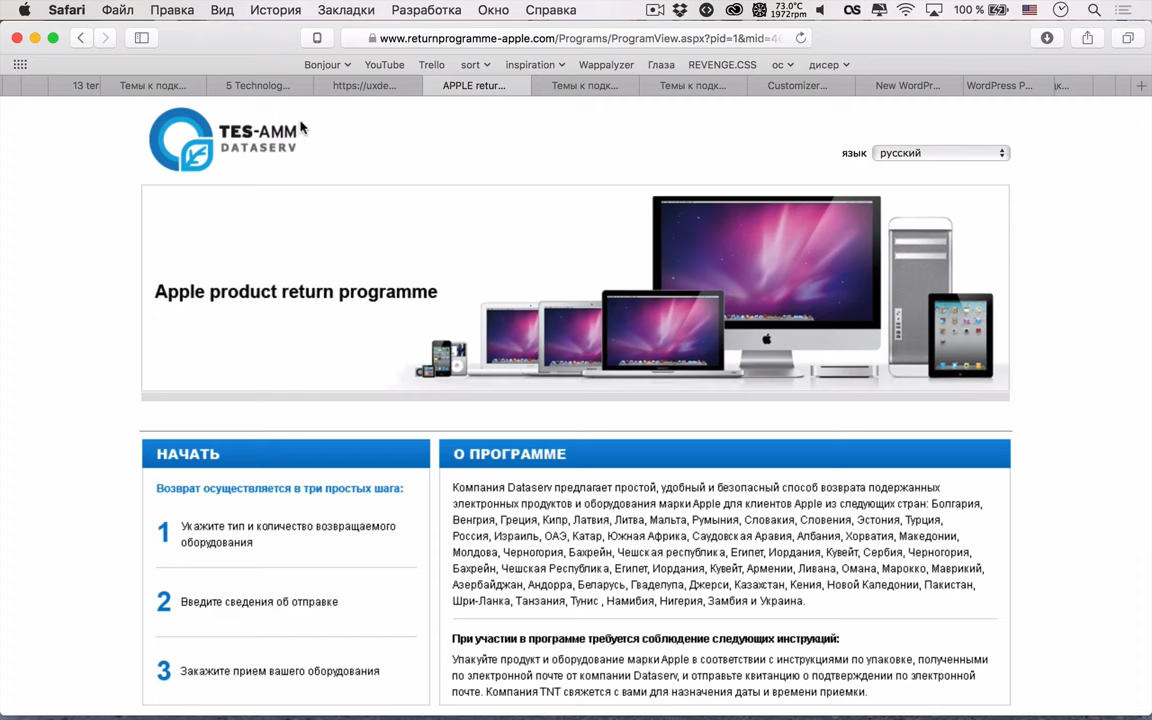 Safari Файл Правка Вид История Закладки Разработка Окно Справка 73.0°C 1972rpm 100 %
www.returnprogramme-apple.com/Programs/ProgramView.aspx?pid=1&mid=4
Bonjour YouTube Trello sort inspiration Wappalyzer Глаза REVENGE.CSS ос дисер
13 ter Темы к подк... 5 Technolog... https://uxde... APPLE retur... Темы к подк... Темы к подк... Customizer... New WordPr... WordPress P...
TES-AMM
DATASERV
язык русский
Apple product return programme
НАЧАТЬ
Возврат осуществляется в три простых шага:
1 Укажите тип и количество возвращаемого
оборудования
2 Введите сведения об отправке
3 Закажите прием вашего оборудования
О ПРОГРАММЕ
Компания Dataserv предлагает простой, удобный и безопасный способ возврата подержанных
электронных продуктов и оборудования марки Apple для клиентов Apple из следующих стран: Болгария,
Венгрия, Греция, Кипр, Латвия, Литва, Мальта, Румыния, Словакия, Словения, Эстония, Турция,
Россия, Израиль, ОАЭ, Катар, Южная Африка, Саудовская Аравия, Албания, Хорватия, Македонии,
Молдова, Черногория, Бахрейн, Чешская республика, Египет, Иордания, Кувейт, Сербия, Черногория,
Бахрейн, Чешская Республика, Египет, Иордания, Кувейт, Армении, Ливана, Омана, Марокко, Маврикий,
Азербайджан, Андорра, Беларусь, Гваделупа, Джерси, Казахстан, Кения, Новой Каледонии, Пакистан,
Шри-Ланка, Танзания, Тунис , Намибия, Нигерия, Замбия и Украина.
При участии в программе требуется соблюдение следующих инструкций:
Упакуйте продукт и оборудование марки Apple в соответствии с инструкциями по упаковке, полученными
по электронной почте от компании Dataserv, и отправьте квитанцию о подтверждении по электронной
почте. Компания TNT свяжется с вами для назначения даты и времени приемки.